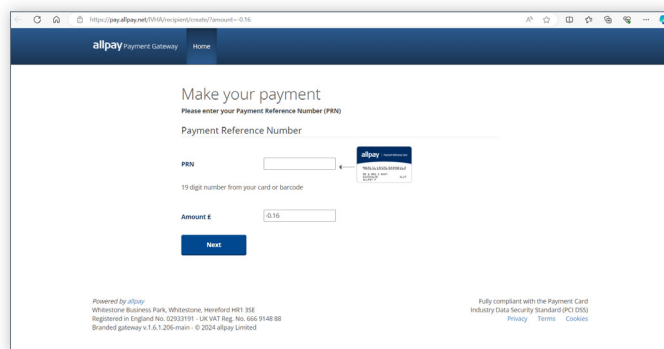 https://pay.allpay.net/IVHA/recipient/create/?amount=-0.16
allpay Payment Gateway Home
Make your payment
Please enter your Payment Reference Number (PRN)
Payment Reference Number
allpay
PRN
19 digit number from your card or barcode
Amount £ -0.16
Next
Powered by allpay
Whitestone Business Park, Whitestone, Hereford HR1 3SE
Registered in England No. 02933191 - UK VAT Reg. No. 666 9148 88
Branded gateway v.1.6.1.206-main - © 2024 allpay Limited
Fully compliant with the Payment Card
Industry Data Security Standard (PCI DSS)
Privacy Terms Cookies